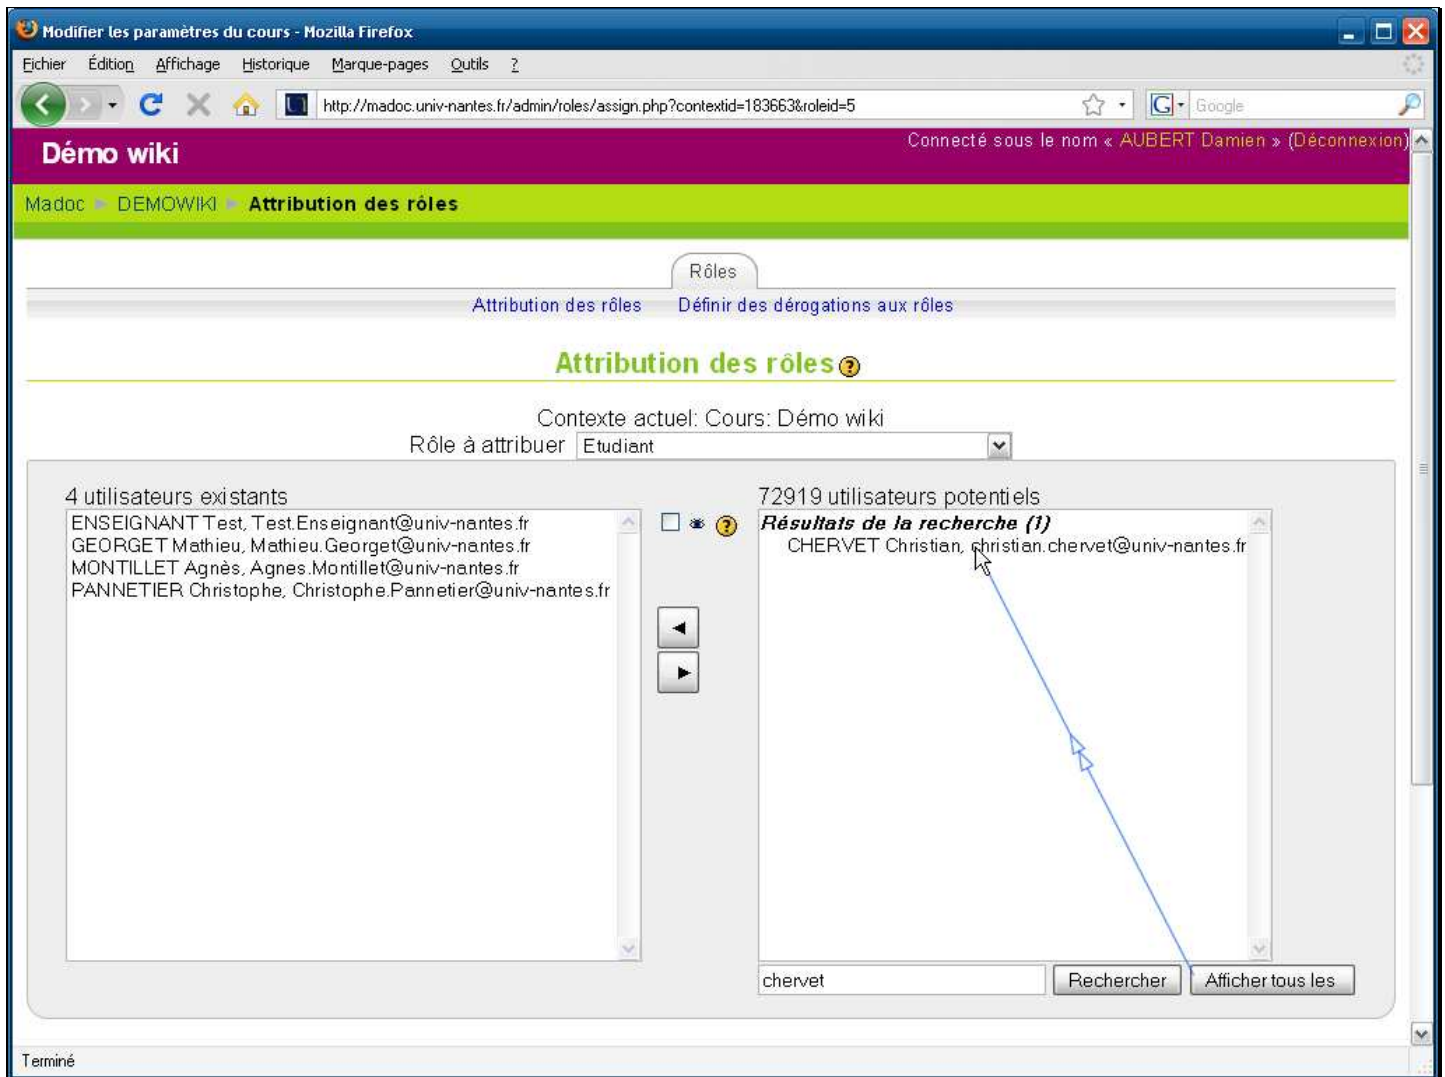 Modifier les paramètres du cours - Mozilla Firefox
Fichier Édition Affichage Historique Marque-pages Outils ?
http://madoc.univ-nantes.fr/admin/roles/assign.php?contextid=183663&roleid=5
G Google
Démo wiki
Connecté sous le nom « AUBERT Damien » (Déconnexion)
Madoc ► DEMOWIKI ► Attribution des rôles
Rôles
Attribution des rôles Définir des dérogations aux rôles
Attribution des rôles ?
Contexte actuel: Cours: Démo wiki
Rôle à attribuer Etudiant
4 utilisateurs existants
ENSEIGNANT Test, Test.Enseignant@univ-nantes.fr
GEORGET Mathieu, Mathieu.Georget@univ-nantes.fr
MONTILLET Agnès, Agnes.Montillet@univ-nantes.fr
PANNETIER Christophe, Christophe.Pannetier@univ-nantes.fr
?
◄
►
72919 utilisateurs potentiels
Résultats de la recherche (1)
CHERVET Christian, christian.chervet@univ-nantes.fr
chervet Rechercher Afficher tous les
Terminé